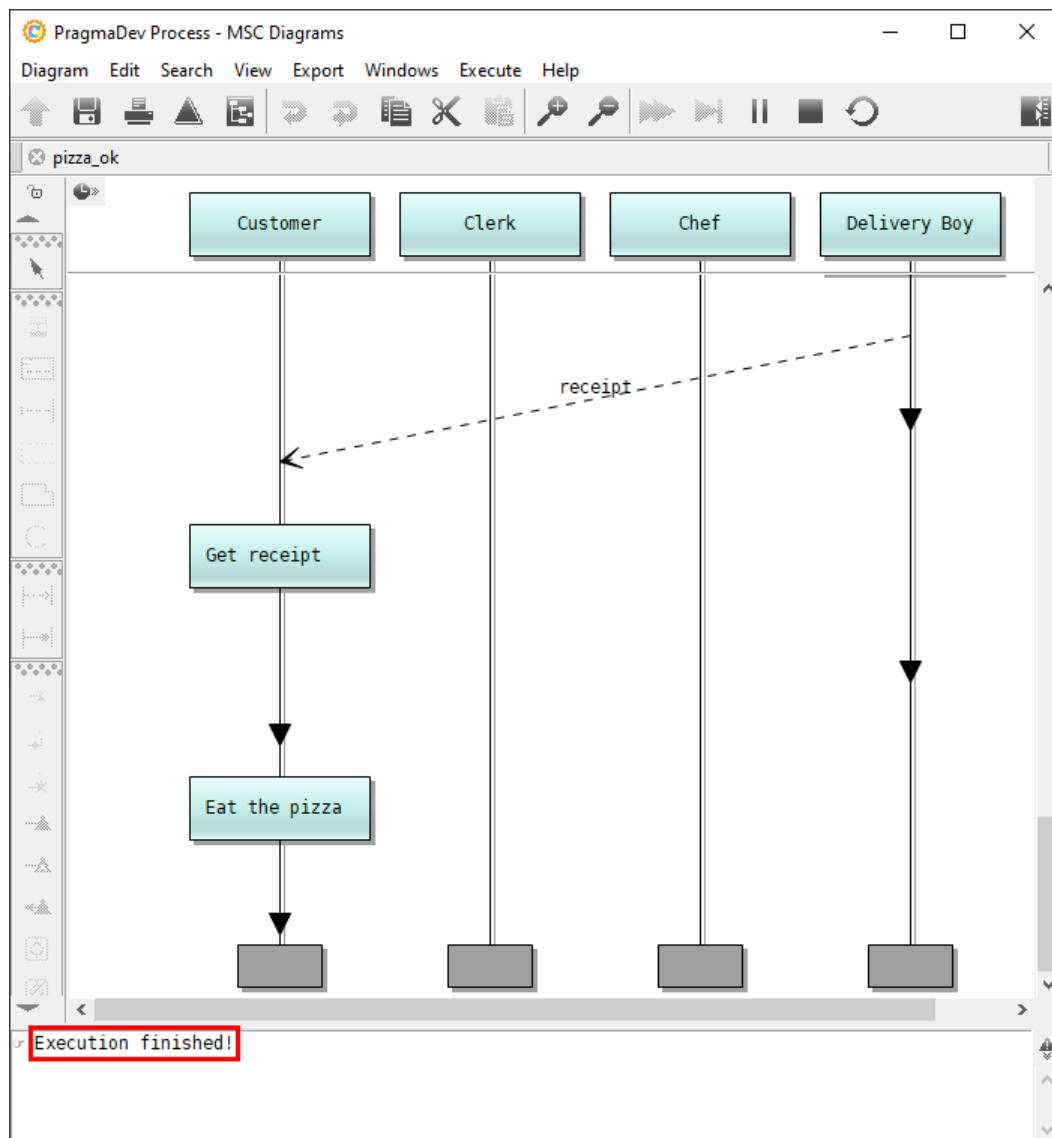 PragmaDev Process - MSC Diagrams
Diagram Edit Search View Export Windows Execute Help
pizza_ok
Customer Clerk Chef Delivery Boy
receipt
Get receipt
Eat the pizza
Execution finished!